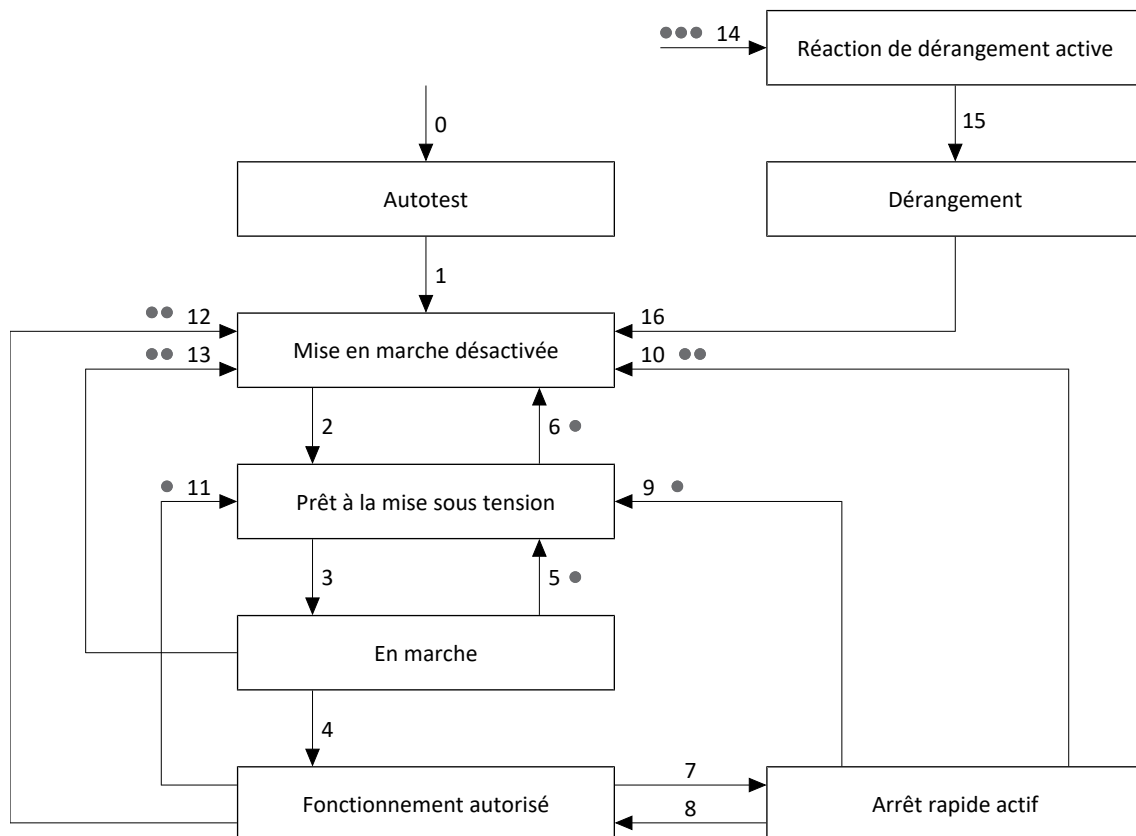 14
Réaction de dérangement active
15
0
Autotest
Dérangement
1
12
16
Mise en marche désactivée
13
10
2
6
11
9
Prêt à la mise sous tension
3
5
En marche
4
7
Fonctionnement autorisé
8
Arrêt rapide actif